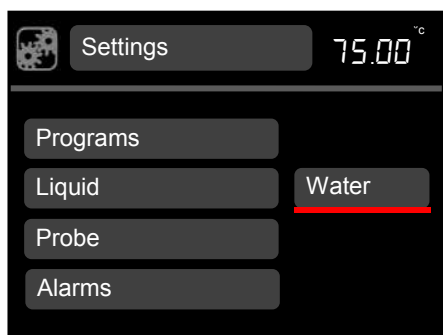 Settings 75.00 °c
Programs
Liquid Water
Probe
Alarms